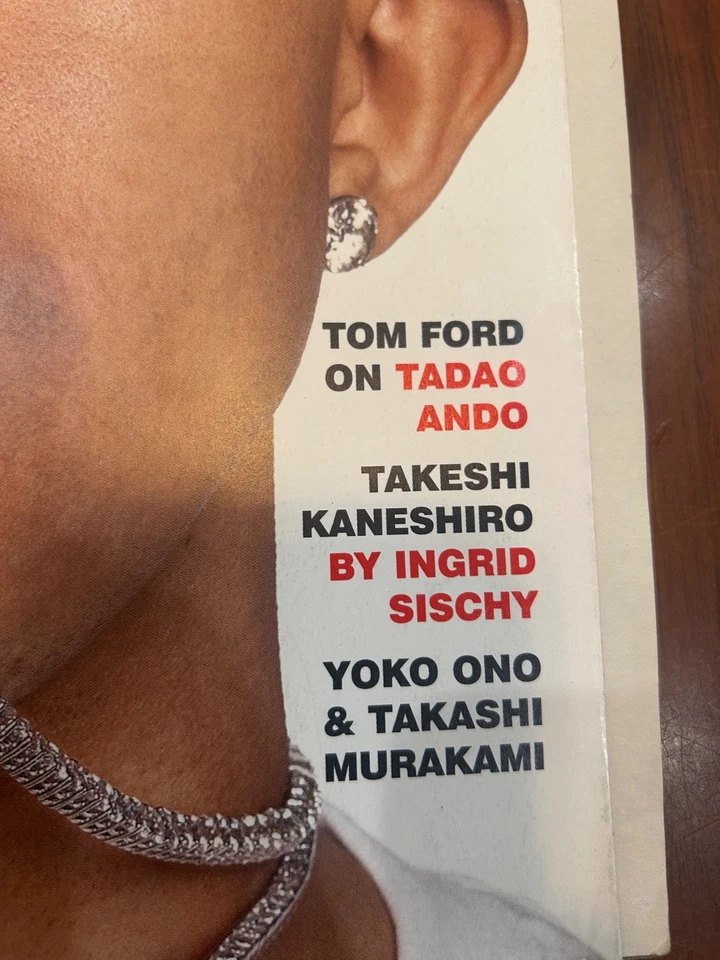 TOM FORD
ON TADAO
ANDO
TAKESHI
KANESHIRO
BY INGRID
SISCHY
YOKO ONO
& TAKASHI
MURAKAMI